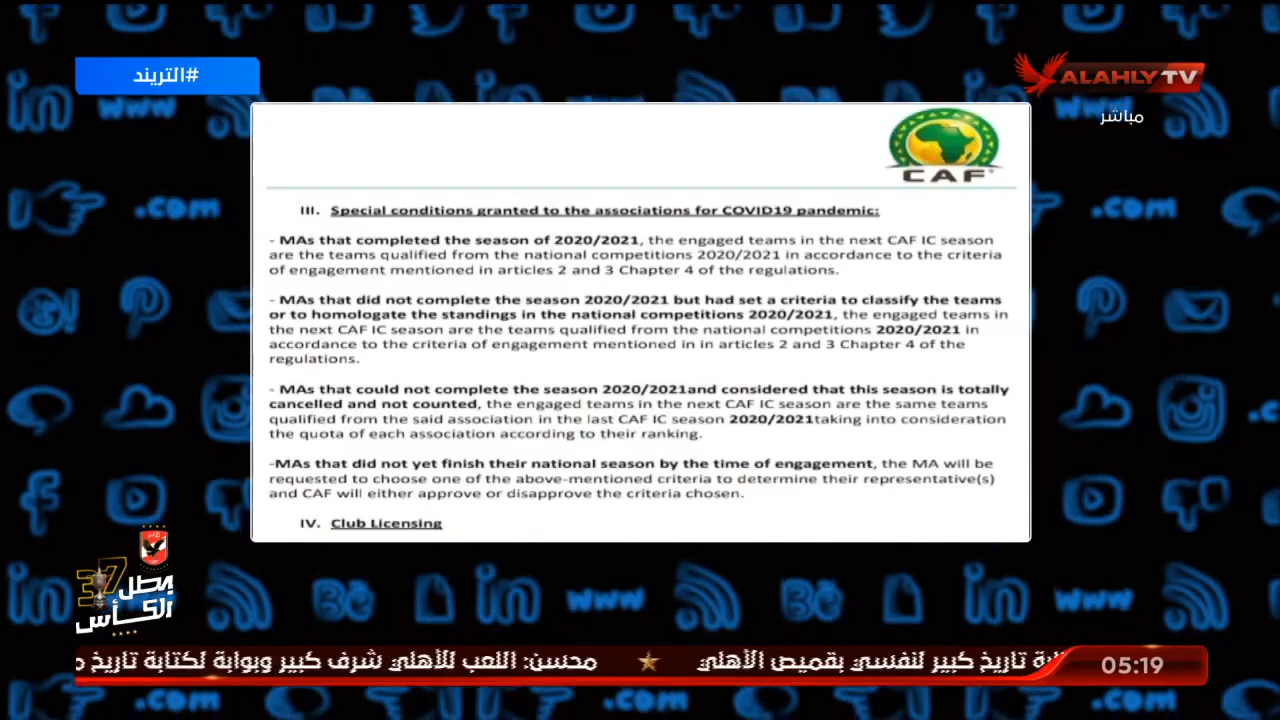 #التريند
ALAHLY TV
مباشر
CAF
III. Special conditions granted to the associations for COVID19 pandemic:
- MAs that completed the season of 2020/2021, the engaged teams in the next CAF IC season
are the teams qualified from the national competitions 2020/2021 in accordance to the criteria
of engagement mentioned in articles 2 and 3 Chapter 4 of the regulations.
- MAs that did not complete the season 2020/2021 but had set a criteria to classify the teams
or to homologate the standings in the national competitions 2020/2021, the engaged teams in
the next CAF IC season are the teams qualified from the national competitions 2020/2021 in
accordance to the criteria of engagement mentioned in in articles 2 and 3 Chapter 4 of the
regulations.
- MAs that could not complete the season 2020/2021and considered that this season is totally
cancelled and not counted, the engaged teams in the next CAF IC season are the same teams
qualified from the said association in the last CAF IC season 2020/2021taking into consideration
the quota of each association according to their ranking.
-MAs that did not yet finish their national season by the time of engagement, the MA will be
requested to choose one of the above-mentioned criteria to determine their representative(s)
and CAF will either approve or disapprove the criteria chosen.
IV. Club Licensing
37
بطل
الكأس
تاريخ كبير لنفسي بقميص الأهلي ★ محسن: اللعب للأهلي شرف كبير وبوابة لكتابة تاريخ
05:19
www
.com
.com
www
www
www
.com
.com
.com